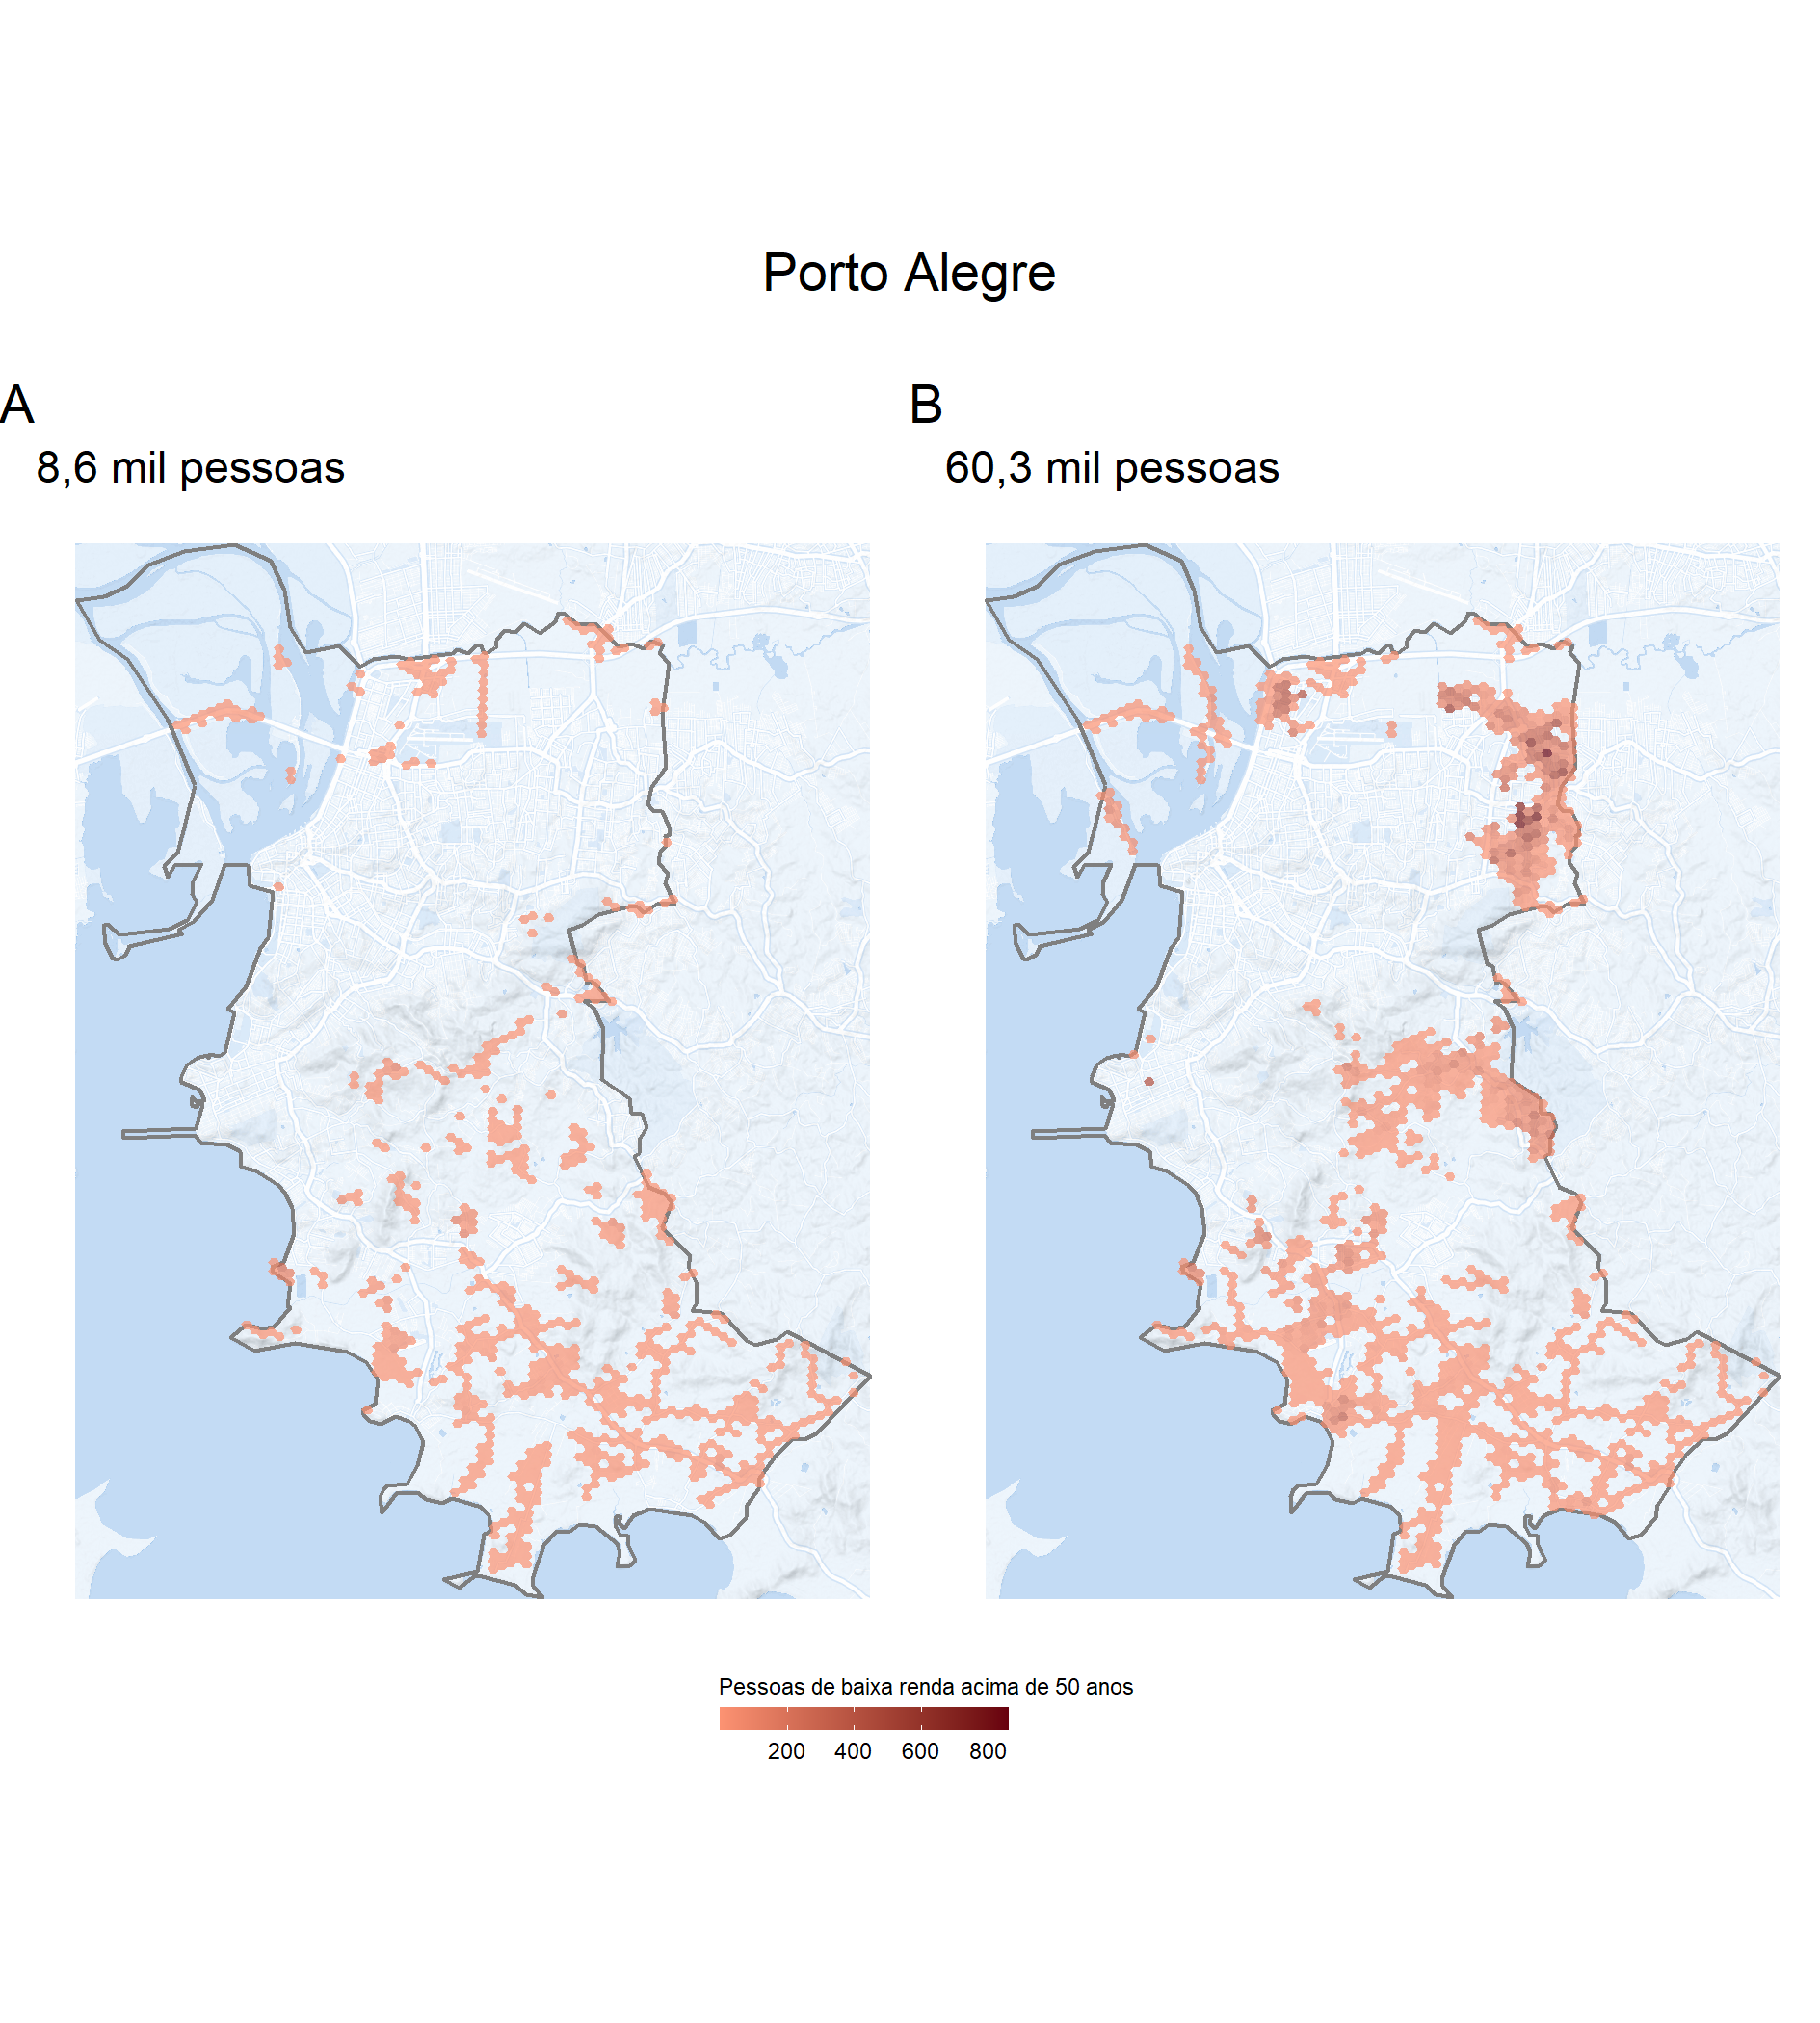 Porto Alegre
A
8,6 mil pessoas
B
60,3 mil pessoas
Pessoas de baixa renda acima de 50 anos
200 400 600 800